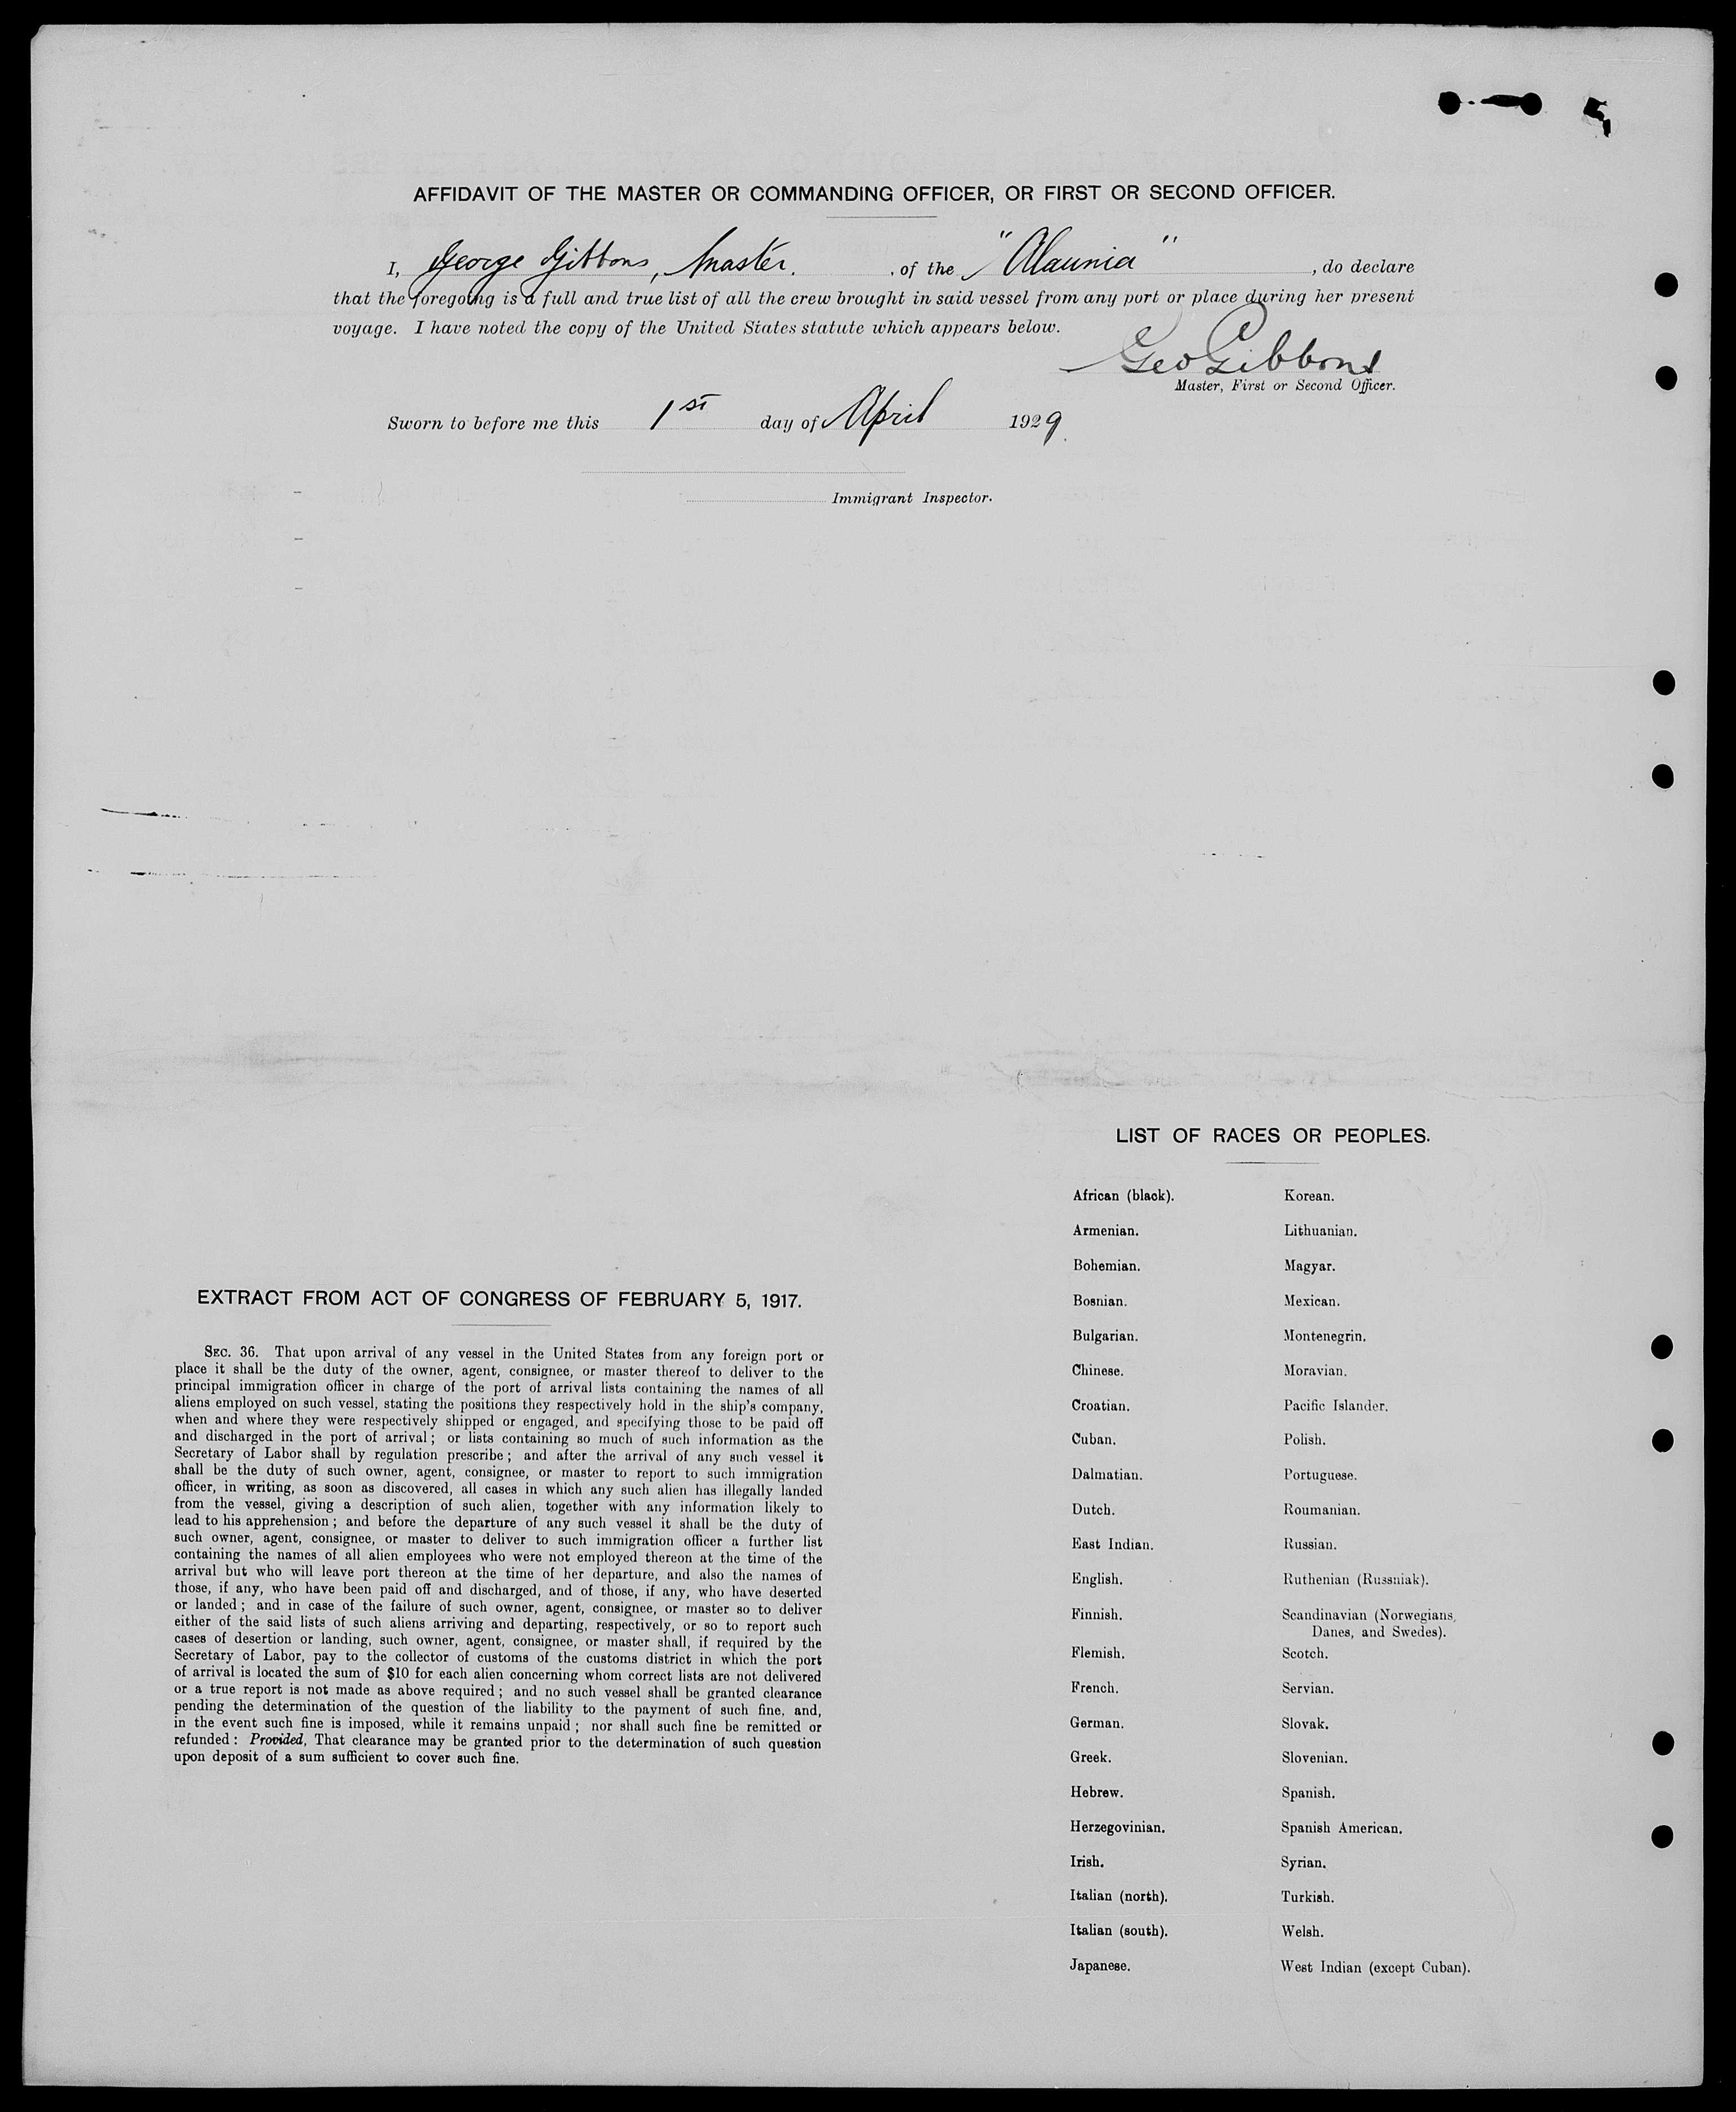 AFFIDAVIT OF THE MASTER OR COMMANDING OFFICER, OR FIRST OR SECOND OFFICER.
I, George Gibbons, Master. , of the "Alaunia" , do declare
that the foregoing is a full and true list of all the crew brought in said vessel from any port or place during her present
voyage. I have noted the copy of the United States statute which appears below.
Geo Gibbons
Master, First or Second Officer.
Sworn to before me this 1st day of April 1929.
Immigrant Inspector.
EXTRACT FROM ACT OF CONGRESS OF FEBRUARY 5, 1917.
SEC. 36. That upon arrival of any vessel in the United States from any foreign port or
place it shall be the duty of the owner, agent, consignee, or master thereof to deliver to the
principal immigration officer in charge of the port of arrival lists containing the names of all
aliens employed on such vessel, stating the positions they respectively hold in the ship's company,
when and where they were respectively shipped or engaged, and specifying those to be paid off
and discharged in the port of arrival; or lists containing so much of such information as the
Secretary of Labor shall by regulation prescribe; and after the arrival of any such vessel it
shall be the duty of such owner, agent, consignee, or master to report to such immigration
officer, in writing, as soon as discovered, all cases in which any such alien has illegally landed
from the vessel, giving a description of such alien, together with any information likely to
lead to his apprehension; and before the departure of any such vessel it shall be the duty of
such owner, agent, consignee, or master to deliver to such immigration officer a further list
containing the names of all alien employees who were not employed thereon at the time of the
arrival but who will leave port thereon at the time of her departure, and also the names of
those, if any, who have been paid off and discharged, and of those, if any, who have deserted
or landed; and in case of the failure of such owner, agent, consignee, or master so to deliver
either of the said lists of such aliens arriving and departing, respectively, or so to report such
cases of desertion or landing, such owner, agent, consignee, or master shall, if required by the
Secretary of Labor, pay to the collector of customs of the customs district in which the port
of arrival is located the sum of $10 for each alien concerning whom correct lists are not delivered
or a true report is not made as above required; and no such vessel shall be granted clearance
pending the determination of the question of the liability to the payment of such fine, and,
in the event such fine is imposed, while it remains unpaid; nor shall such fine be remitted or
refunded: Provided, That clearance may be granted prior to the determination of such question
upon deposit of a sum sufficient to cover such fine.
LIST OF RACES OR PEOPLES.
African (black).
Armenian.
Bohemian.
Bosnian.
Bulgarian.
Chinese.
Croatian.
Cuban.
Dalmatian.
Dutch.
East Indian.
English.
Finnish.
Flemish.
French.
German.
Greek.
Hebrew.
Herzegovinian.
Irish.
Italian (north).
Italian (south).
Japanese.
Korean.
Lithuanian.
Magyar.
Mexican.
Montenegrin.
Moravian.
Pacific Islander.
Polish.
Portuguese.
Roumanian.
Russian.
Ruthenian (Russniak).
Scandinavian (Norwegians,
Danes, and Swedes).
Scotch.
Servian.
Slovak.
Slovenian.
Spanish.
Spanish American.
Syrian.
Turkish.
Welsh.
West Indian (except Cuban).